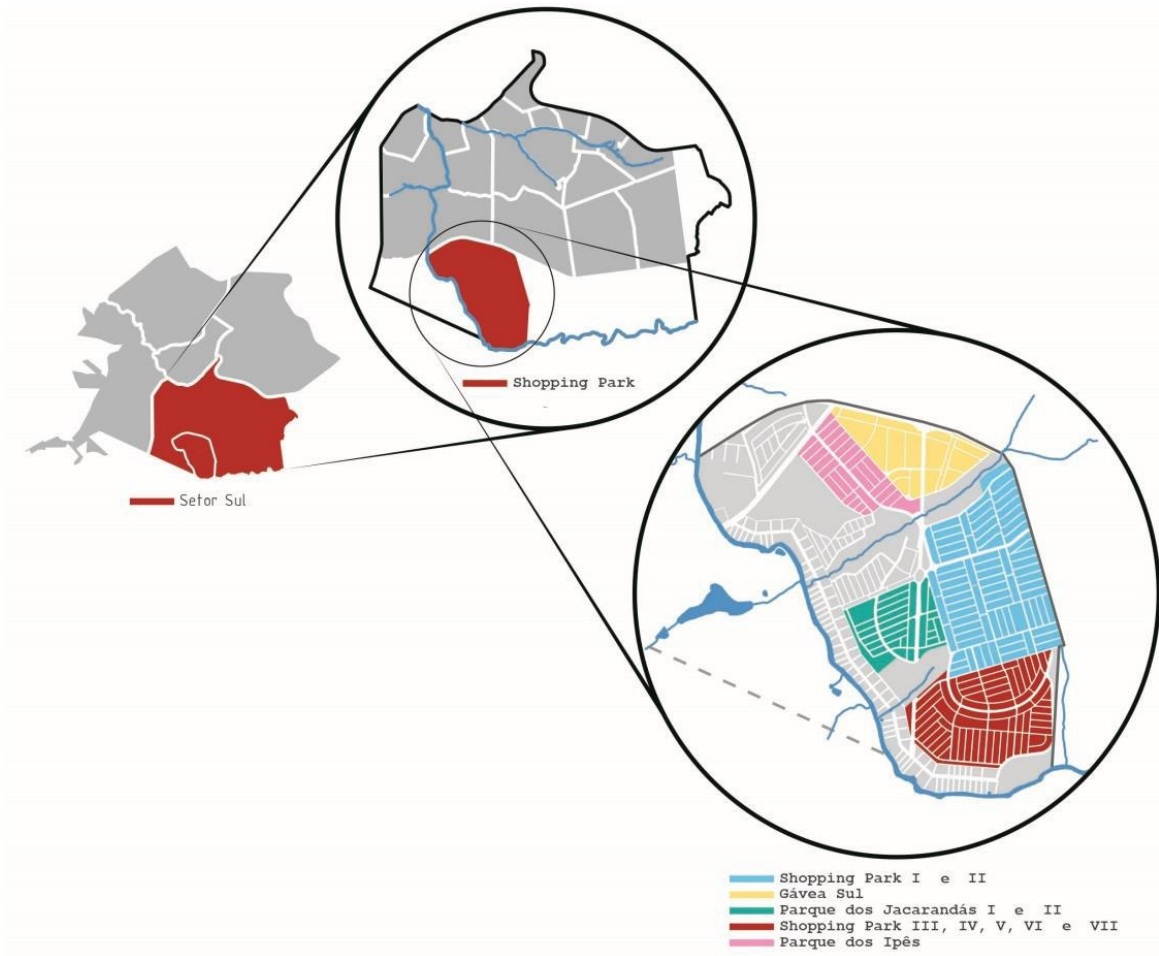 Shopping Park
Setor Sul
Shopping Park I e II
Gávea Sul
Parque dos Jacarandás I e II
Shopping Park III, IV, V, VI e VII
Parque dos Ipês